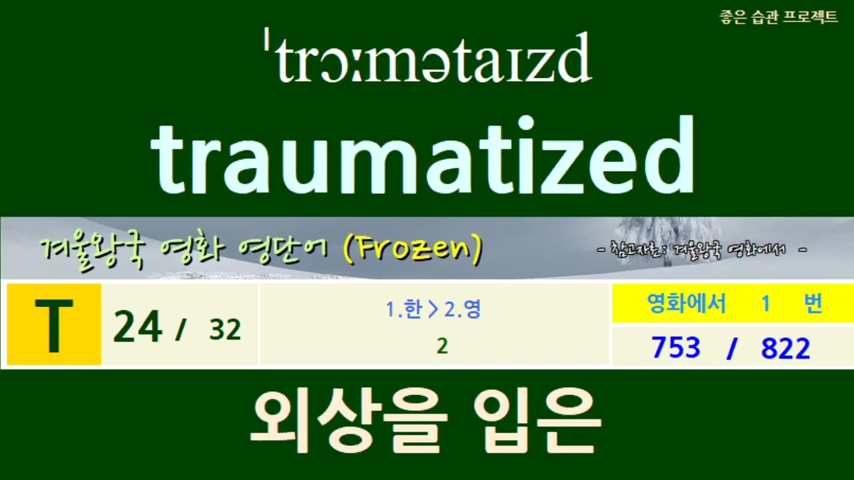 좋은 습관 프로젝트
ˈtrɔːmətaɪzd
traumatized
겨울왕국 영화 영단어 (Frozen)
- 참고자료 : 겨울왕국 영화에서 -
T
24 / 32
1.한 > 2.영
2
영화에서 1 번
753 / 822
외상을 입은